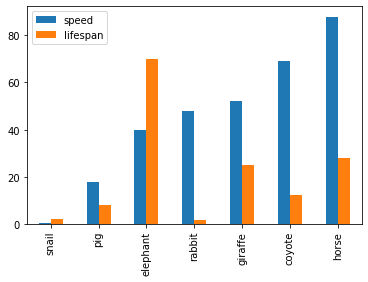 speed
lifespan
80
60
40
20
0
snail
pig
elephant
rabbit
giraffe
coyote
horse